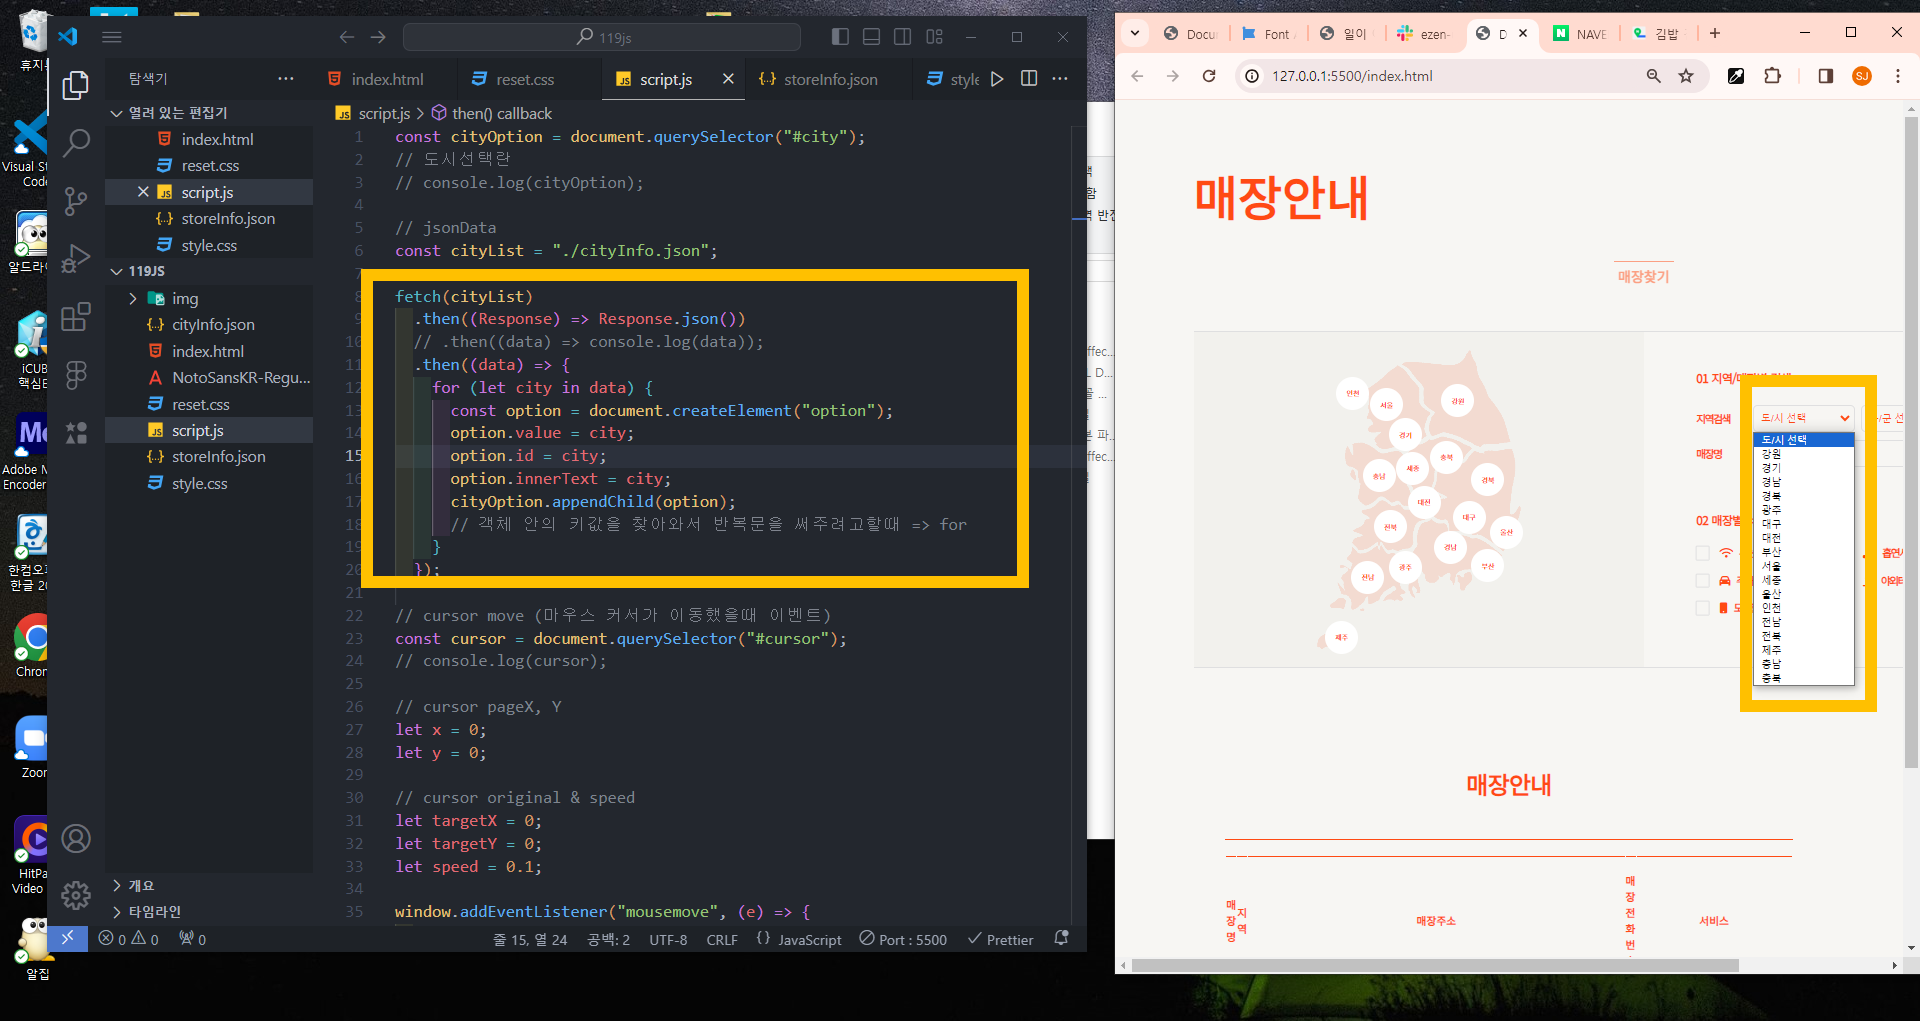 휴지통
Visual St
Code
알드라이
iCUB
핵심E
Me
Adobe M
Encoder
한컴오피
한글 20
Chrom
Zoom
HitPa
Video
알집
119js
탐색기
index.html
reset.css
script.js
storeInfo.json
style
열려 있는 편집기
index.html
reset.css
script.js
storeInfo.json
style.css
119JS
img
cityInfo.json
index.html
NotoSansKR-Regu...
reset.css
script.js
storeInfo.json
style.css
개요
타임라인
script.js > then() callback
1 const cityOption = document.querySelector("#city");
2 // 도시선택란
3 // console.log(cityOption);
4
5 // jsonData
6 const cityList = "./cityInfo.json";
7
8 fetch(cityList)
9 .then((Response) => Response.json())
10 // .then((data) => console.log(data));
11 .then((data) => {
12 for (let city in data) {
13 const option = document.createElement("option");
14 option.value = city;
15 option.id = city;
16 option.innerText = city;
17 cityOption.appendChild(option);
18 // 객체 안의 키값을 찾아와서 반복문을 써주려고할때 => for
19 }
20 });
21
22 // cursor move (마우스 커서가 이동했을때 이벤트)
23 const cursor = document.querySelector("#cursor");
24 // console.log(cursor);
25
26 // cursor pageX, Y
27 let x = 0;
28 let y = 0;
29
30 // cursor original & speed
31 let targetX = 0;
32 let targetY = 0;
33 let speed = 0.1;
34
35 window.addEventListener("mousemove", (e) => {
0 0 0
줄 15, 열 24 공백: 2 UTF-8 CRLF {} JavaScript Port : 5500 Prettier
Docu Font 일이 ezen- D NAVE 김밥
127.0.0.1:5500/index.html
SJ
매장안내
매장찾기
인천
서울
강원
경기
충북
세종
충남
경북
대전
대구
전북
울산
경남
광주
부산
전남
제주
01 지역/매장명 검색
지역검색 도/시 선택
매장명
도/시 선택
강원
경기
경남
경북
광주
대구
대전
부산
서울
세종
울산
인천
전남
전북
제주
충남
충북
02 매장별
매장안내
매장명
지역
매장주소
매장전화번
서비스